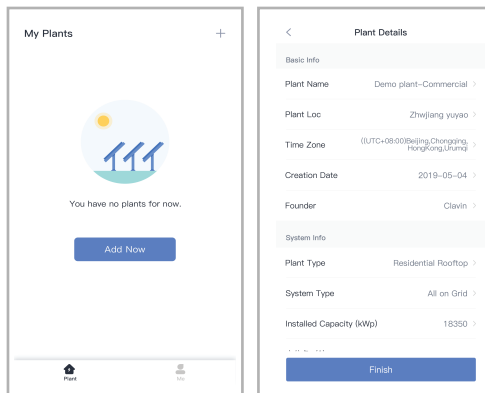 My Plants
+
You have no plants for now.
Add Now
Plant
Me
Plant Details
Basic Info
Plant Name Demo plant-Commercial
Plant Loc Zhwjiang yuyao
Time Zone ((UTC+08:00)Beijing,Chongqing,
HongKong,Urumqi
Creation Date 2019-05-04
Founder Clavin
System Info
Plant Type Residential Rooftop
System Type All on Grid
Installed Capacity (kWp) 18350
Finish